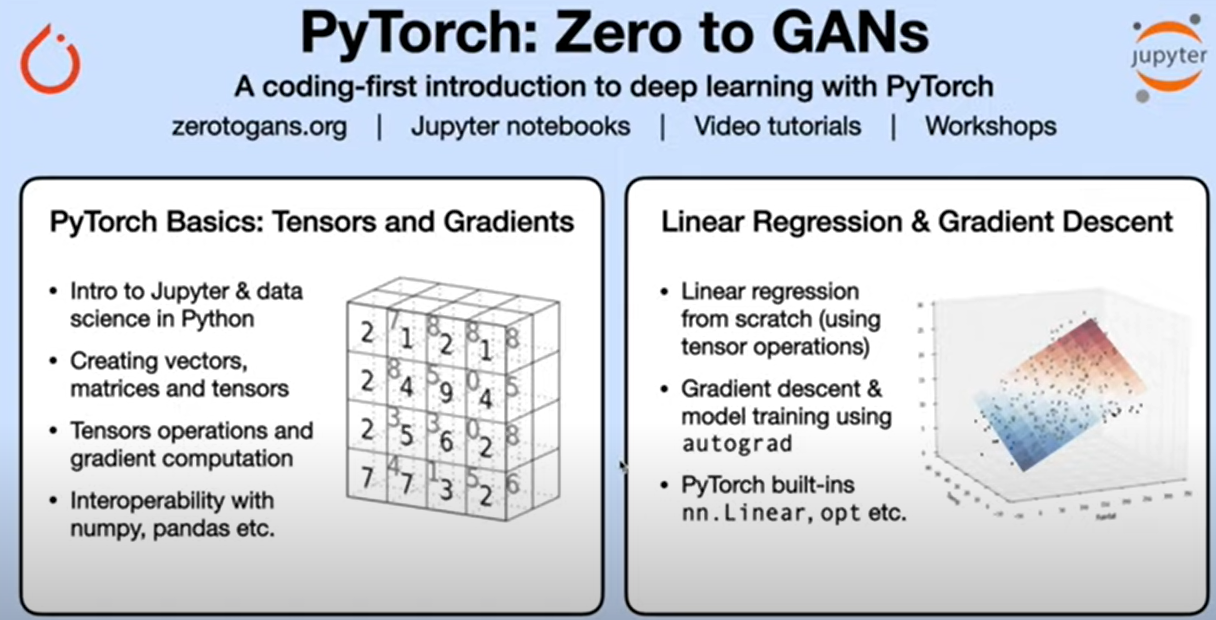 PyTorch: Zero to GANs
jupyter
A coding-first introduction to deep learning with PyTorch
zerotogans.org | Jupyter notebooks | Video tutorials | Workshops
PyTorch Basics: Tensors and Gradients
• Intro to Jupyter & data
science in Python
• Creating vectors,
matrices and tensors
• Tensors operations and
gradient computation
• Interoperability with
numpy, pandas etc.
2 7 1 8 2 8 1 8
2 8 4 5 9 0 4 5
2 3 5 3 6 0 2 8
7 4 7 1 3 5 2 6
Linear Regression & Gradient Descent
• Linear regression
from scratch (using
tensor operations)
• Gradient descent &
model training using
autograd
• PyTorch built-ins
nn.Linear, opt etc.